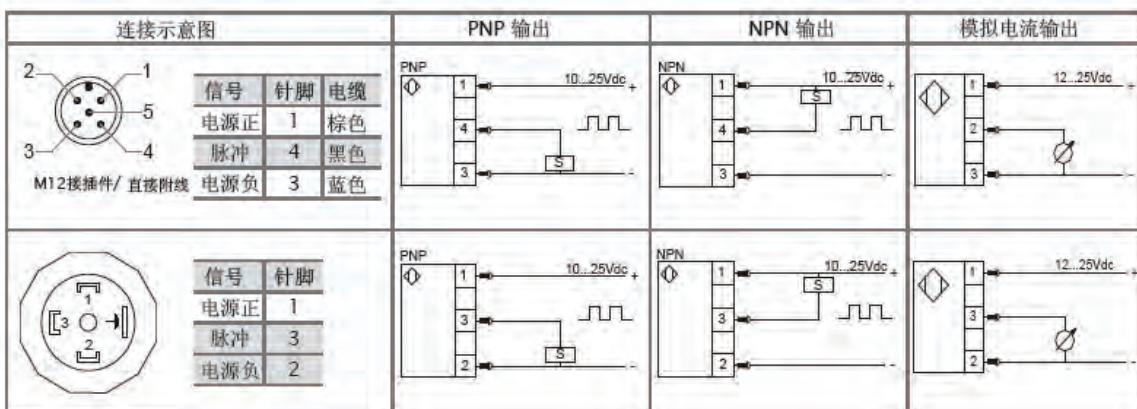 连接示意图 PNP 输出 NPN 输出 模拟电流输出
2 1
5
3 4
M12接插件/ 直接附线
信号 针脚 电缆
电源正 1 棕色
脉冲 4 黑色
电源负 3 蓝色
PNP
1 10...25Vdc +
4
S
3 -
NPN
1 10...25Vdc +
S
4
3 -
1 12...25Vdc +
2
3 -
1
3
2
信号 针脚
电源正 1
脉冲 3
电源负 2
PNP
1 10...25Vdc +
3
S
2 -
NPN
1 10...25Vdc +
S
3
2 -
1 12...25Vdc +
3
2 -